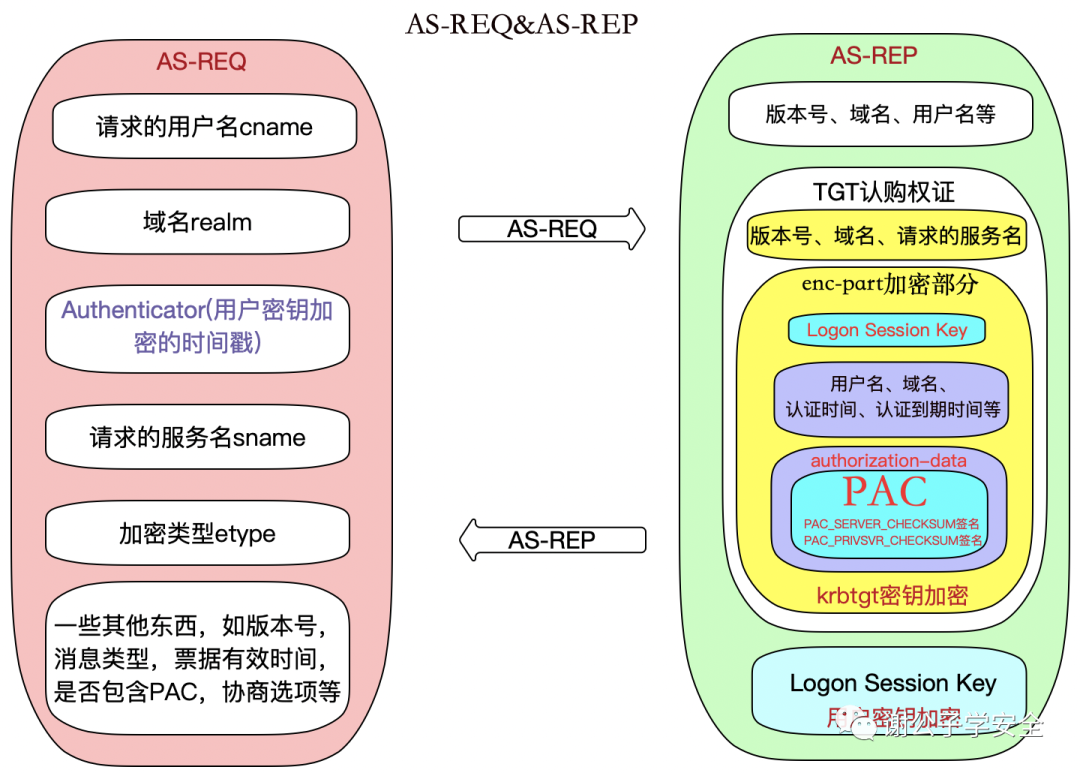 AS-REQ&AS-REP
AS-REQ
请求的用户名cname
域名realm
Authenticator(用户密钥加
密的时间戳)
请求的服务名sname
加密类型etype
一些其他东西，如版本号，
消息类型，票据有效时间，
是否包含PAC，协商选项等
AS-REQ
AS-REP
AS-REP
版本号、域名、用户名等
TGT认购权证
版本号、域名、请求的服务名
enc-part加密部分
Logon Session Key
用户名、域名、
认证时间、认证到期时间等
authorization-data
PAC
PAC_SERVER_CHECKSUM签名
PAC_PRIVSVR_CHECKSUM签名
krbtgt密钥加密
Logon Session Key
用户密钥加密
谢公子学安全